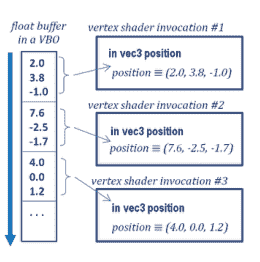 float buffer
in a VBO
2.0
3.8
-1.0
7.6
-2.5
-1.7
4.0
0.0
1.2
. . .
vertex shader invocation #1
in vec3 position
position ≡ (2.0, 3.8, -1.0)
vertex shader invocation #2
in vec3 position
position ≡ (7.6, -2.5, -1.7)
vertex shader invocation #3
in vec3 position
position ≡ (4.0, 0.0, 1.2)